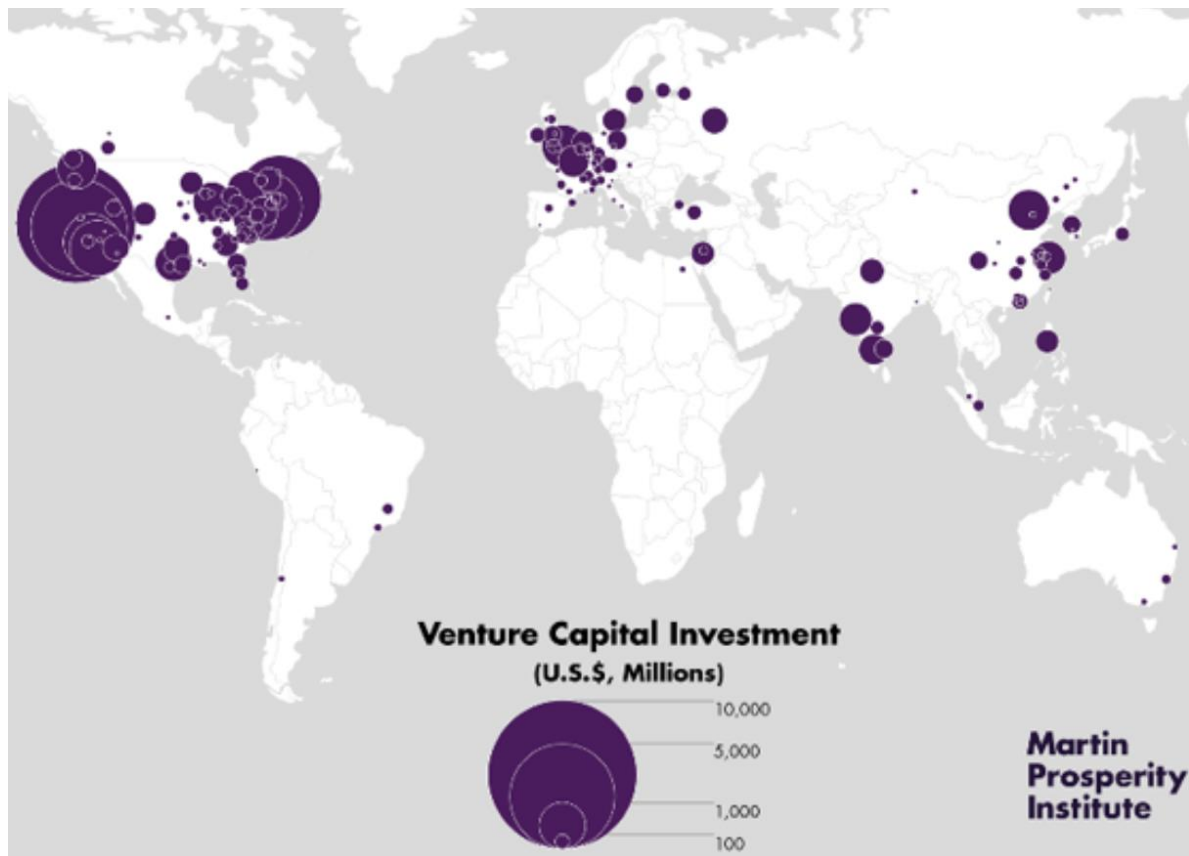 Venture Capital Investment
(U.S.$, Millions)
10,000
5,000
1,000
100
Martin
Prosperity
Institute